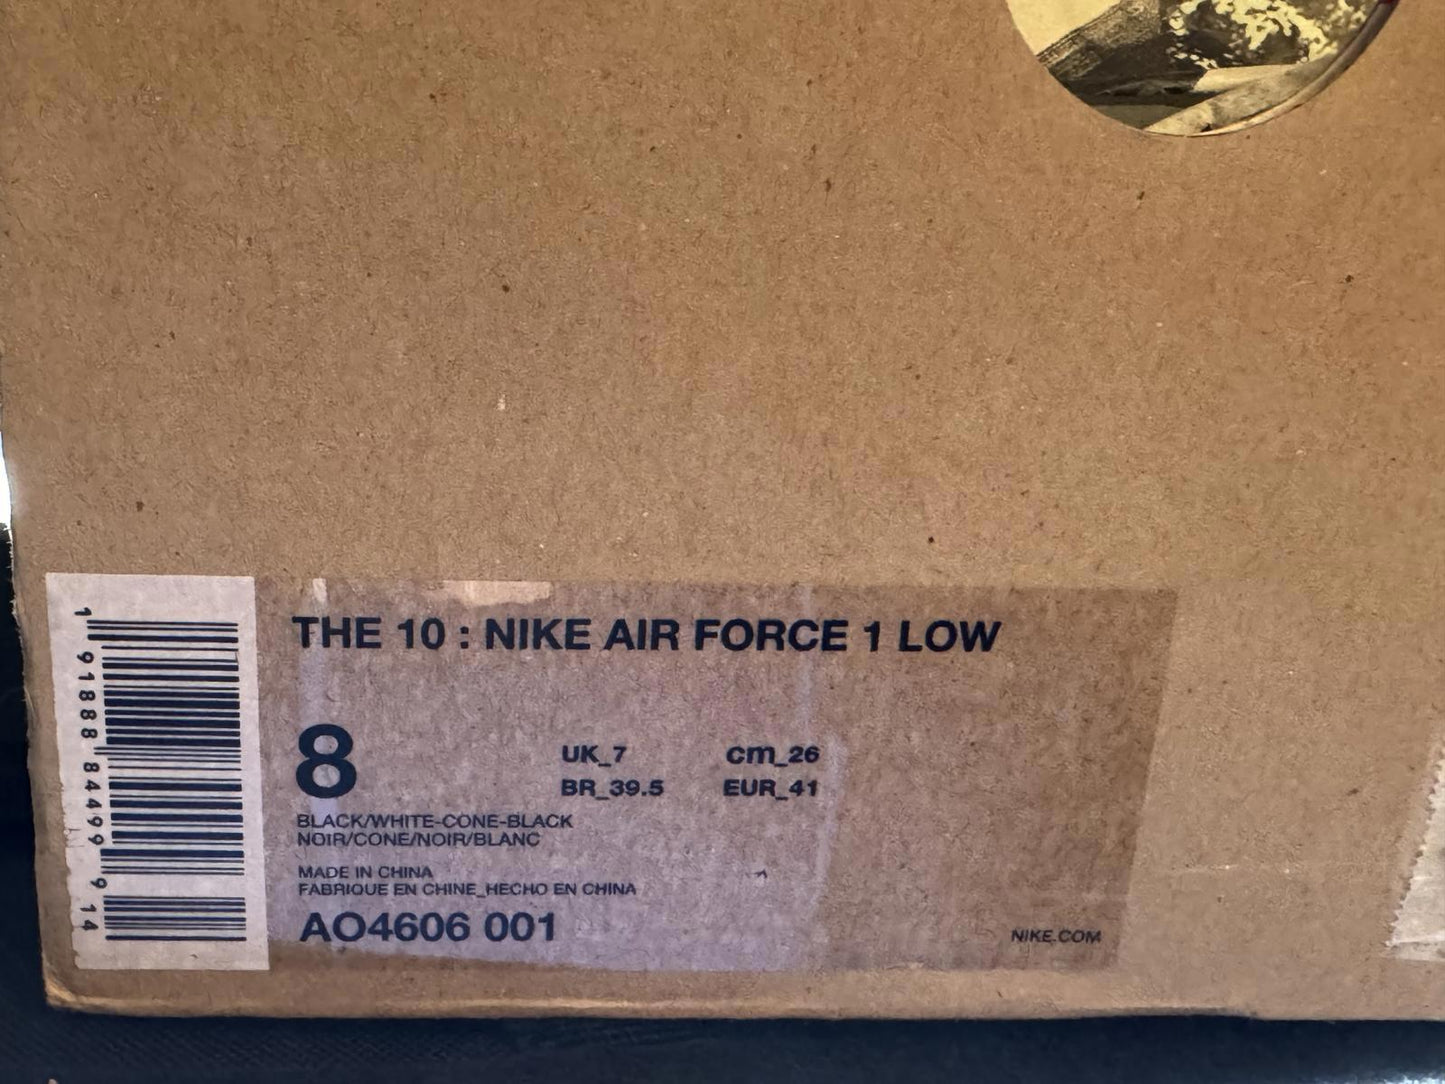 THE 10 : NIKE AIR FORCE 1 LOW
8
UK_7 cm_26
BR_39.5 EUR_41
BLACK/WHITE-CONE-BLACK
NOIR/CONE/NOIR/BLANC
MADE IN CHINA
FABRIQUE EN CHINE_HECHO EN CHINA
AO4606 001
NIKE.COM
1 91888 84499 9 14